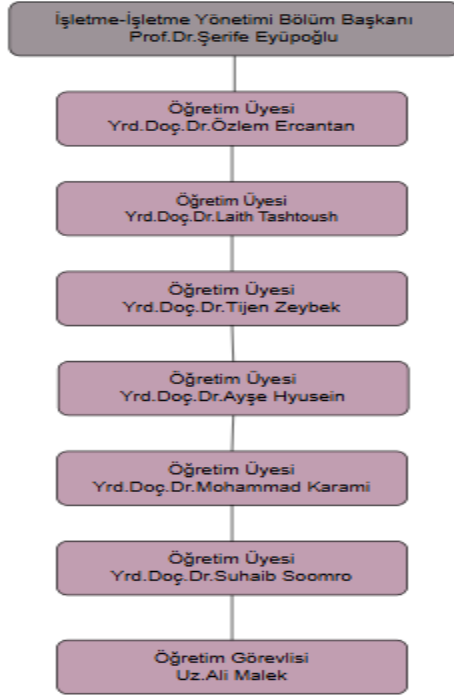 İşletme-İşletme Yönetimi Bölüm Başkanı
Prof.Dr.Şerife Eyüpoğlu
Öğretim Üyesi
Yrd.Doç.Dr.Özlem Ercantan
Öğretim Üyesi
Yrd.Doç.Dr.Laith Tashtoush
Öğretim Üyesi
Yrd.Doç.Dr.Tijen Zeybek
Öğretim Üyesi
Yrd.Doç.Dr.Ayşe Hyusein
Öğretim Üyesi
Yrd.Doç.Dr.Mohammad Karami
Öğretim Üyesi
Yrd.Doç.Dr.Suhaib Soomro
Öğretim Görevlisi
Uz.Ali Malek